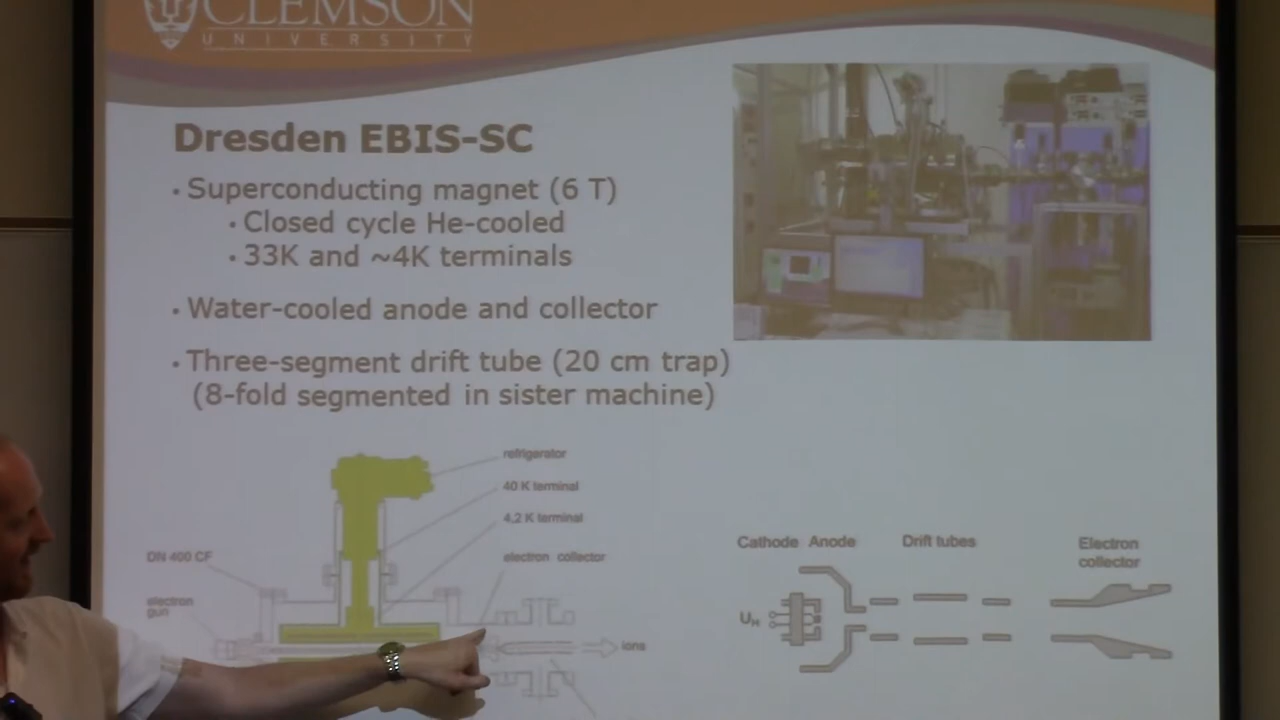 CLEMSON
UNIVERSITY
Dresden EBIS-SC
• Superconducting magnet (6 T)
• Closed cycle He-cooled
• 33K and ~4K terminals
• Water-cooled anode and collector
• Three-segment drift tube (20 cm trap)
(8-fold segmented in sister machine)
refrigerator
40 K terminal
4,2 K terminal
DN 400 CF
electron collector
electron
gun
ions
Cathode Anode Drift tubes Electron
collector
UH